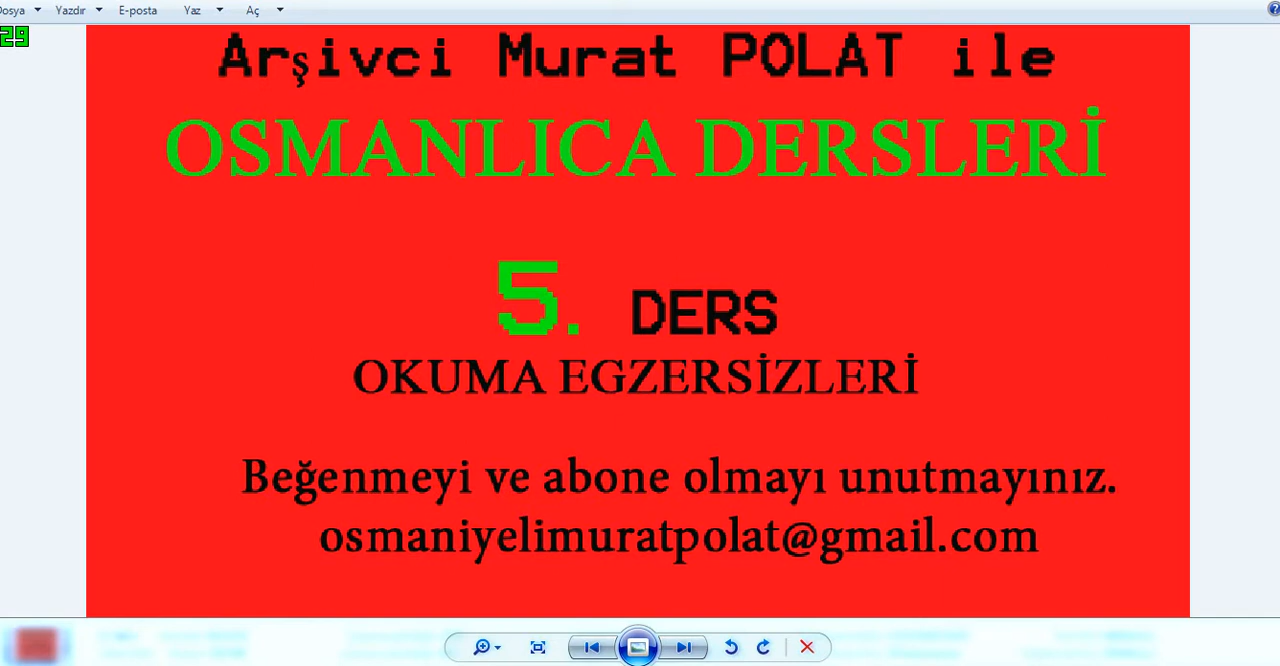 Dosya Yazdır E-posta Yaz Aç
29
Arşivci Murat POLAT ile
OSMANLICA DERSLERİ
5. DERS
OKUMA EGZERSİZLERİ
Beğenmeyi ve abone olmayı unutmayınız.
osmaniyelimuratpolat@gmail.com